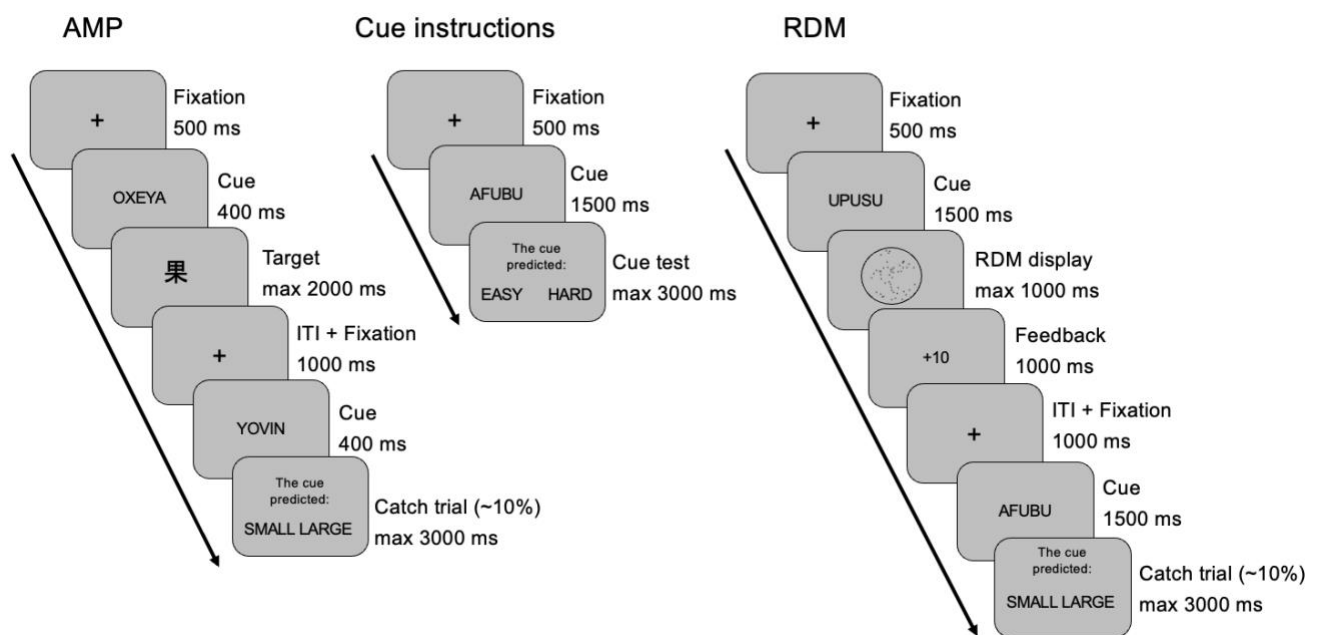 AMP
+
Fixation
500 ms
OXEYA
Cue
400 ms
果
Target
max 2000 ms
+
ITI + Fixation
1000 ms
YOVIN
Cue
400 ms
The cue
predicted:
SMALL LARGE
Catch trial (~10%)
max 3000 ms
Cue instructions
+
Fixation
500 ms
AFUBU
Cue
1500 ms
The cue
predicted:
EASY HARD
Cue test
max 3000 ms
RDM
+
Fixation
500 ms
UPUSU
Cue
1500 ms
RDM display
max 1000 ms
+10
Feedback
1000 ms
+
ITI + Fixation
1000 ms
AFUBU
Cue
1500 ms
The cue
predicted:
SMALL LARGE
Catch trial (~10%)
max 3000 ms